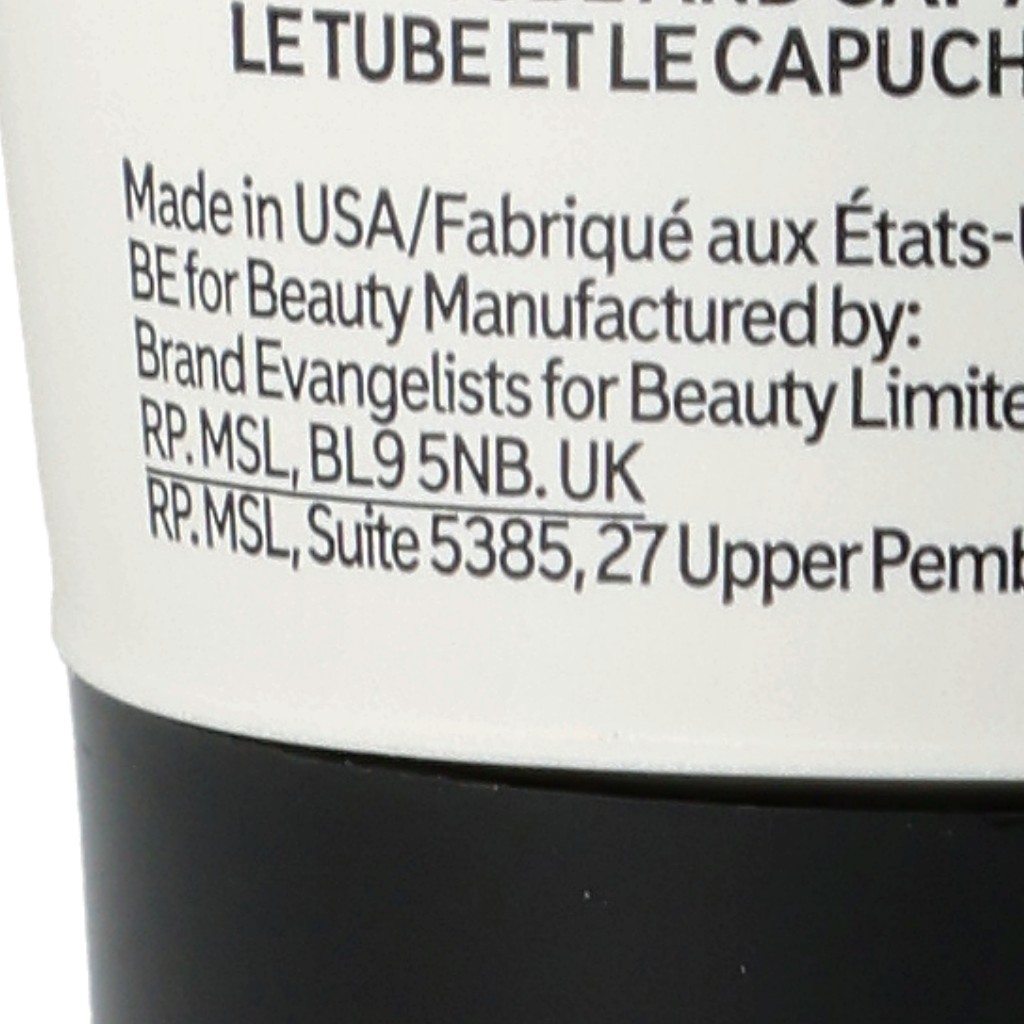 LE TUBE ET LE CAPUCH
Made in USA/Fabriqué aux États-U
BE for Beauty Manufactured by:
Brand Evangelists for Beauty Limite
RP. MSL, BL9 5NB. UK
RP. MSL, Suite 5385, 27 Upper Pemb